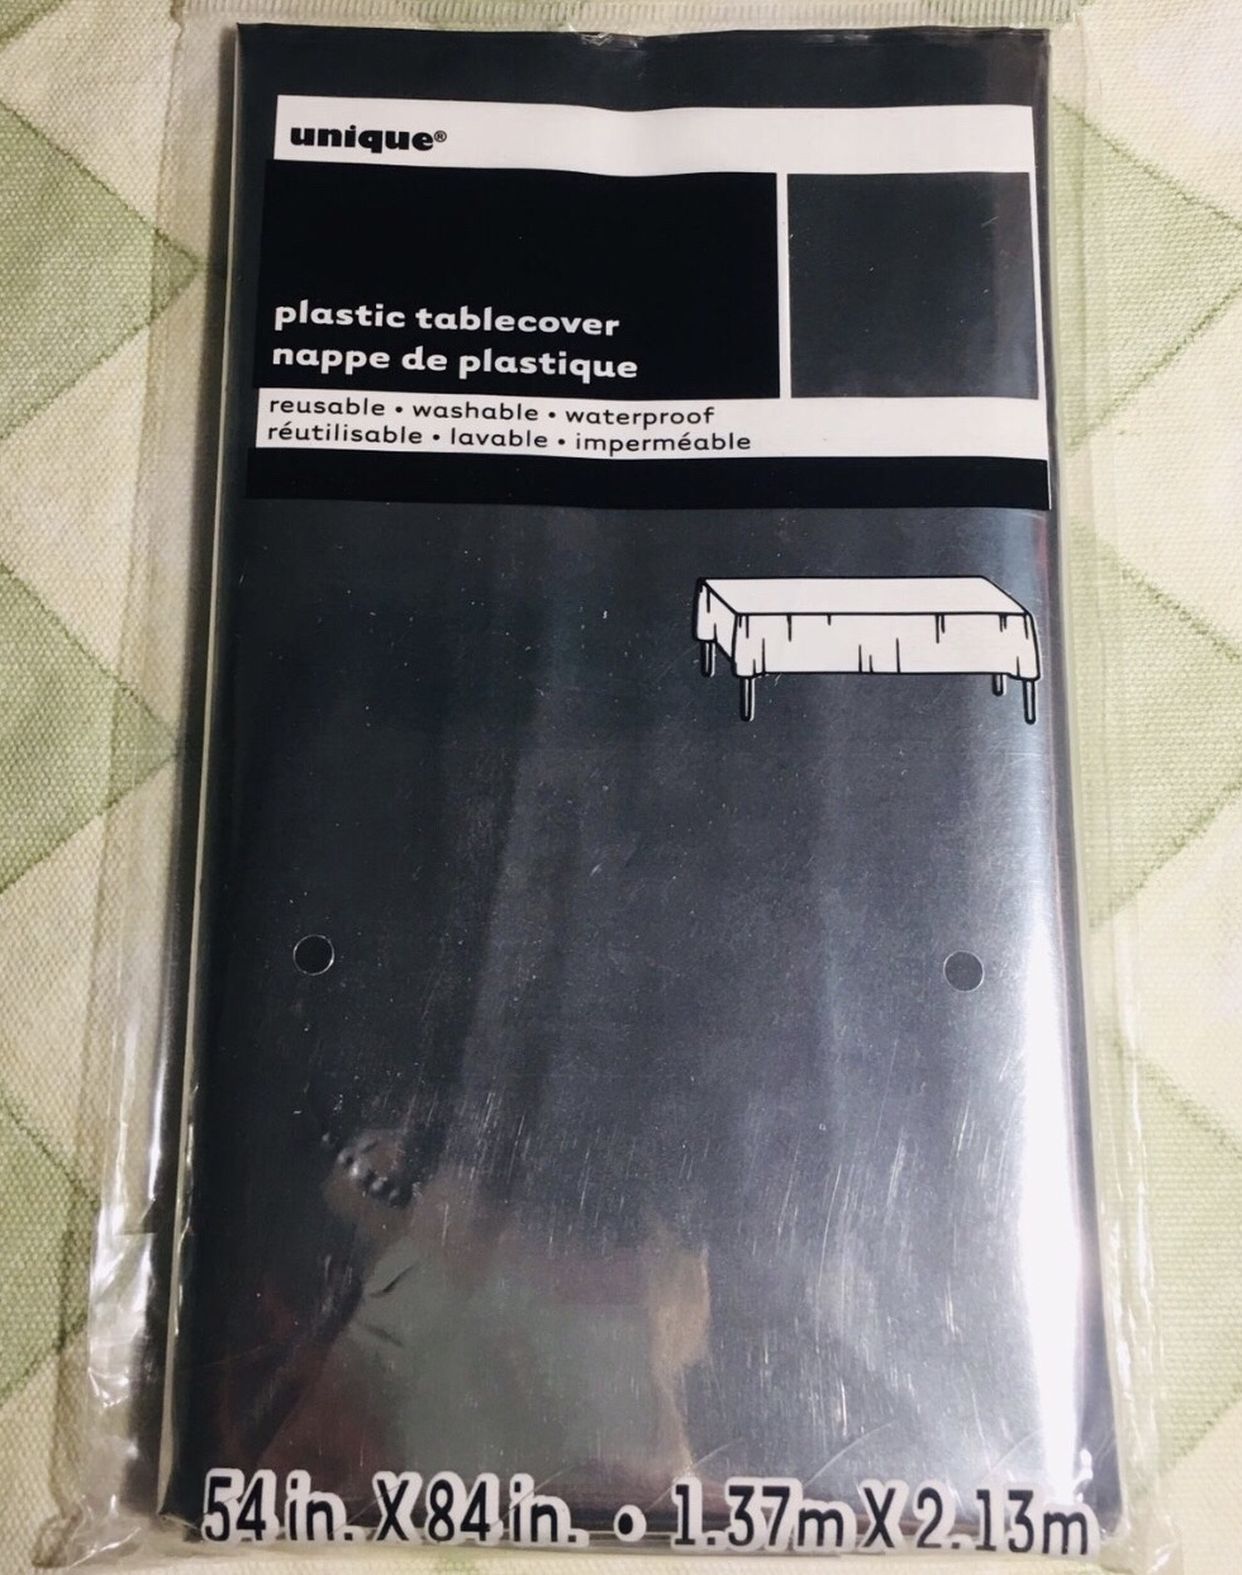 unique®
plastic tablecover
nappe de plastique
reusable • washable • waterproof
réutilisable • lavable • imperméable
54 in. X 84 in. • 1.37m X 2.13m